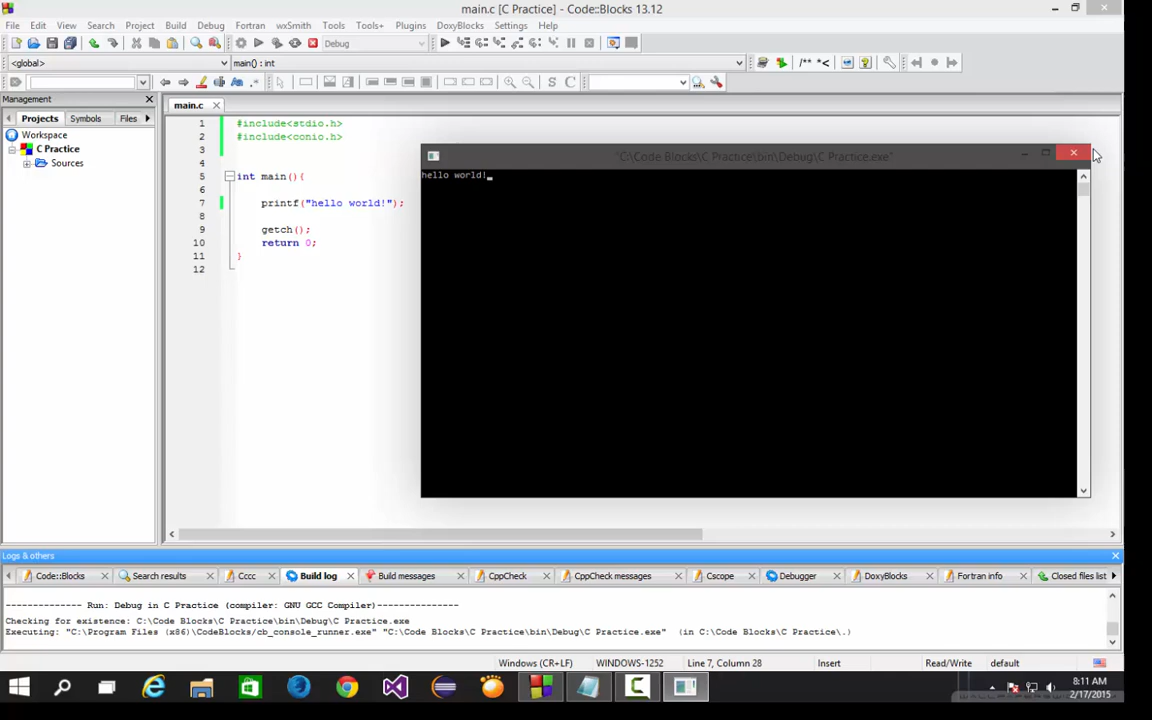 main.c [C Practice] - Code::Blocks 13.12
File Edit View Search Project Build Debug Fortran wxSmith Tools Tools+ Plugins DoxyBlocks Settings Help
Debug
<global> main() : int /** *<
S C
Management
Projects Symbols Files
Workspace
C Practice
Sources
main.c
1 #include<stdio.h>
2 #include<conio.h>
3
4
5 int main(){
6
7 printf("hello world!");
8
9 getch();
10 return 0;
11 }
12
"C:\Code Blocks\C Practice\bin\Debug\C Practice.exe"
hello world!
Logs & others
Code::Blocks Search results Cccc Build log Build messages CppCheck CppCheck messages Cscope Debugger DoxyBlocks Fortran info Closed files list
-------------- Run: Debug in C Practice (compiler: GNU GCC Compiler)---------------
Checking for existence: C:\Code Blocks\C Practice\bin\Debug\C Practice.exe
Executing: "C:\Program Files (x86)\CodeBlocks/cb_console_runner.exe" "C:\Code Blocks\C Practice\bin\Debug\C Practice.exe" (in C:\Code Blocks\C Practice\.)
Windows (CR+LF) WINDOWS-1252 Line 7, Column 28 Insert Read/Write default
8:11 AM
2/17/2015